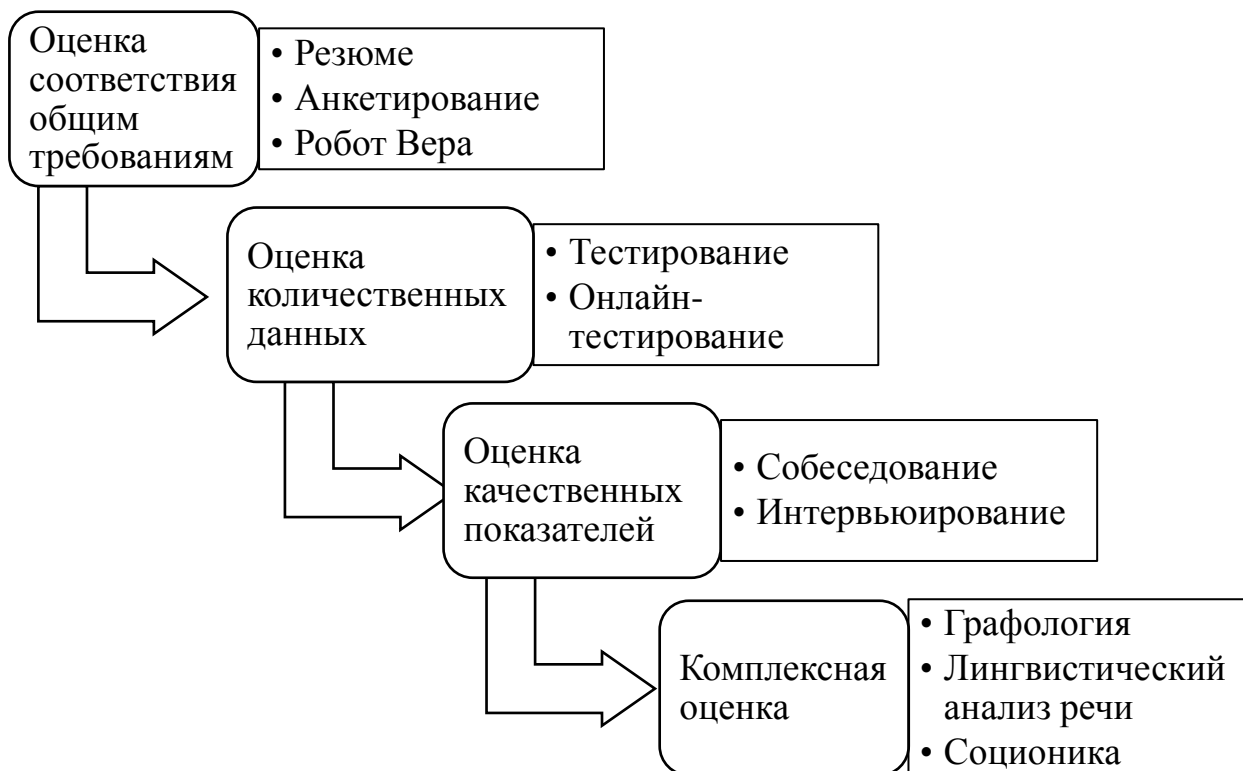 Оценка
соответствия
общим
требованиям
• Резюме
• Анкетирование
• Робот Вера
Оценка
количественных
данных
• Тестирование
• Онлайн-
тестирование
Оценка
качественных
показателей
• Собеседование
• Интервьюирование
Комплексная
оценка
• Графология
• Лингвистический
анализ речи
• Соционика